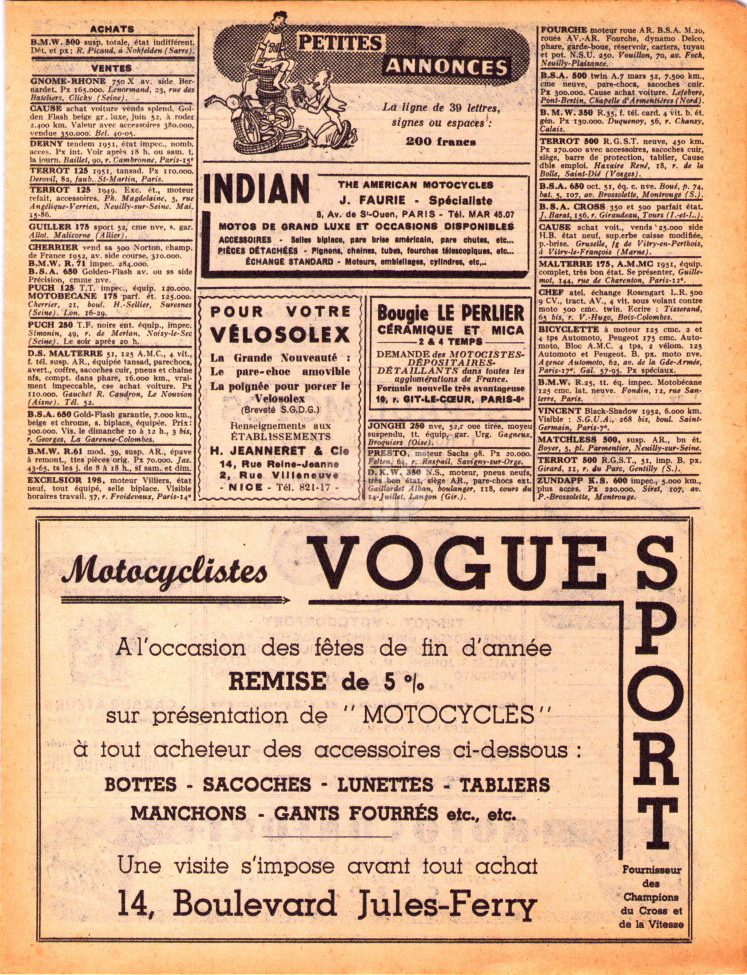 ACHATS
B.M.W. 500 susp. totale, état indifférent.
Dét. et px ; R. Picaud, à Nohfelden (Sarre).
VENTES
GNOME-RHONE 750 X av. side Ber-
nardet. Px 165.000. Lenormand, 23, rue des
Bateliers, Clichy (Seine).
CAUSE achat voiture vends splend. Gol-
den Flash beige gr. luxe, juin 52, à rodez
2.400 km. Valeur avec accessoires 380.000,
vendue 350.000. Bel. 40-05.
DERNY tendem 1951, état impec., nomb.
acces. Px int. Voir après 18 h. ou sam. t.
la journ. Baillet, 90, r. Cambronne, Paris-15e
TERROT 125 1951, tansad. Px 110.000.
Derovil, 82, faub. St-Martin, Paris.
TERROT 125 1949. Exc. ét., moteur
refait, accessoires. Ph. Magdelaine, 3, rue
Angélique-Verrien, Neuilly-sur-Seine. Mai.
15-86.
GUILLER 175 sport 52, cme nve, s. gar.
Allot. Malicorne (Allier).
CHERRIER vend sa 500 Norton, champ.
de France 1952, av. side course, 310.000.
B.M.W. R. 71 impec. 284.000.
B.S.A. 650 Golden-Flash av. ou ss side
Précision, emme nve.
PUCH 125 T.T. impec., équip. 120.000.
MOTOBECANE 175 parf. ét. 125.000.
Cherrier, 21, boul. H.-Sellier, Suresnes
(Seine). Lon. 16-29.
PUCH 250 T.F. noire ent. équip., impec.
Simonin, 49, r. de Merlan, Noisy-le-Sec
(Seine). Le soir après 20 h.
D.S. MALTERRE 51, 125 A.M.C., 4 vit.,
f. tél. susp. AR., équipée tansad, parechocs,
avert., coffre, sacoches cuir, pneus et chaine
nfs, compt. dans phare, 16.000 km., vrai-
ment impeccable, cse achat voiture. Px
110.000. Gauchet R. Caudron, Le Nouvion
(Aisne). Tél. 52.
B.S.A. 650 Gold-Flash garantie, 7.000 km.,
beige et chrome, s. biplace, équipée. Prix :
300.000. Vis. le dimanche 10 à 12 h., 3 bis,
r. Georges, La Garenne-Colombes.
B.M.W. R.61 mod. 39, susp. AR., épave
à remont., ttes pièces orig. Px 70.000. Jas.
43-65. ts les j. de 8 à 18 h., sf sam. et dim.
EXCELSIOR 198, moteur Villiers, état
neuf, tout équipé, selle biplace. Visible
horaires travail. 37, r. Froidevaux, Paris-14e
PETITES
ANNONCES
La ligne de 39 lettres,
signes ou espaces :
200 francs
INDIAN
THE AMERICAN MOTOCYCLES
J. FAURIE - Spécialiste
8, Av. de St-Ouen, PARIS - Tél. MAR 45.07
MOTOS DE GRAND LUXE ET OCCASIONS DISPONIBLES
ACCESSOIRES - Selles biplace, pare brise américain, pare chutes, etc...
PIÈCES DÉTACHÉES - Pignons, chaines, tubes, fourches télescopiques, etc...
ÉCHANGE STANDARD - Moteurs, embiellages, cylindres, etc...
POUR VOTRE
VÉLOSOLEX
La Grande Nouveauté :
Le pare-choc amovible
La poignée pour porter le
Velosolex
(Breveté S.G.D.G.)
Renseignements aux
ÉTABLISSEMENTS
H. JEANNERET & Cie
14, Rue Reine-Jeanne
2, Rue Villeneuve
- NICE - Tél. 821-17 -
Bougie LE PERLIER
CÉRAMIQUE ET MICA
2 & 4 TEMPS
DEMANDE des MOTOCISTES-
DÉPOSITAIRES-
DÉTAILLANTS dans toutes les
agglomérations de France.
Formule nouvelle très avantageuse
19, r. GIT-LE-CŒUR, PARIS-6e
JONGHI 250 nve, 52,r oue tirée, moyeu
suspendu, tt. équip., gar. Urg. Gagneux,
Broquiers (Oise).
PRESTO, moteur Sachs 98. Px 20.000.
Felten, 64, r. Raspail, Savigny-sur-Orge.
D.K.W. 350 N.S., moteur, pneus neufs,
très bon état, siège AR., pare-chocs ext.
Gaillardet Alban, boulanger, 118, cours du
14-Juillet, Langon (Gir.).
FOURCHE moteur roue AR. B.S.A. M.20,
roues AV.-AR. Fourche, dynamo Delco,
phare, garde-boue, réservoir, carters, tuyau
et pot. N.S.U. 250. Vouillon, 70, av. Foch,
Neuilly-Plaisance.
B.S.A. 500 twin A.7 mars 52, 7.500 km.,
cme neuve, pare-chocs, sacoches cuir.
Px 300.000. Cause achat voiture. Lefebvre,
Pont-Bestin, Chapelle d'Armentières (Nord).
B.M.W. 350 R.35, f. tél. card. 4 vit. b. ét.
gén. Px 130.000. Duquenoy, 56, r. Chanzy,
Calais.
TERROT 500 R.G.S.T. neuve, 450 km.
Px 270.000 avec accessoires, sacoches cuir,
siège, barre de protection, tablier, Cause
dble emploi. Haxaire René, 18, r. de la
Bolle, Saint-Dié (Vosges).
B.S.A. 650 oct. 51, éq. c. nve. Boué, p. 74,
bat. 5, 107, av. Brossolette, Montrouge (S.).
B.S.A. CROSS 350 et 500 parfait état.
J. Barat, 156, r. Giraudeau, Tours (I.-et-L.).
CAUSE achat voit., vends 25.000 side
H.B. état neuf, superbe caisse modifiée,
p.-brise. Gruselle, fg de Vitry-en-Perthois,
à Vitry-le-François (Marne).
MALTERRE 175, A.M.MC 1951, équip.
complet, très bon état. Se présenter, Guille-
mot, 144, rue de Charenton, Paris-12e.
CHEF atel. échange Rosengart L.R. 500
9 CV., tract. AV., 4 vit. sous volant contre
moto 500 cmc. twin. Ecrire : Tisserand,
65 bis, r. V.-Hugo, Bois-Colombes.
BICYCLETTE à moteur 125 cmc. 2 et
4 tps Automoto, Peugeot 175 cmc. Auto-
moto, Bloc A.M.C. 4 tps, 2 vélom. 125
Automoto et Peugeot. B. px. moto nve.
Agence Automoto, 62, av. de la Gde-Armée,
Paris-17e. Gal. 57-95. Px spéciaux.
B.M.W. R.25, tt. éq. impec. Motobécane
125 cmc. lat. neuve. Fondin, 12, rue San-
terre, Paris.
VINCENT Black-Shadow 1952, 6.000 km.
Visible : S.G.U.A., 268 bis, boul. Saint-
Germain, Paris-7e.
MATCHLESS 500, susp. AR., bn ét.
Boyer, 5, pl. Parmentier, Neuilly-sur-Seine.
TERROT 500 R.G.S.T., 51, imp. B. px.
Girard, 11, r. du Parc, Gentilly (S.).
ZUNDAPP K.S. 600 impec., 5.000 km.,
plus acces. Px 220.000. Siret, 107, av.
P.-Brossolette, Montrouge.
Motocyclistes VOGUE SPORT
A l'occasion des fêtes de fin d'année
REMISE de 5 %
sur présentation de "MOTOCYCLES"
à tout acheteur des accessoires ci-dessous :
BOTTES - SACOCHES - LUNETTES - TABLIERS
MANCHONS - GANTS FOURRÉS etc., etc.
Une visite s'impose avant tout achat
14, Boulevard Jules-Ferry
Fournisseur
des
Champions
du Cross et
de la Vitesse